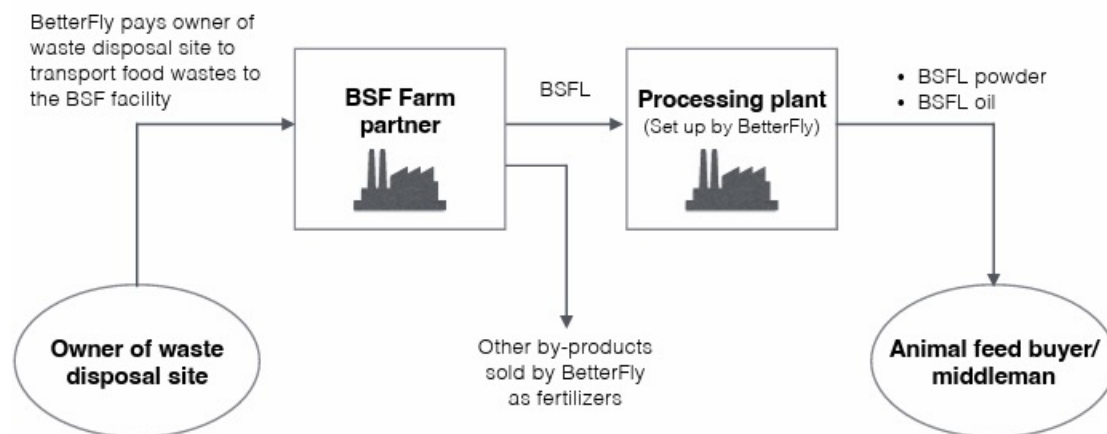 BetterFly pays owner of
waste disposal site to
transport food wastes to
the BSF facility
BSF Farm
partner
BSFL
Processing plant
(Set up by BetterFly)
• BSFL powder
• BSFL oil
Owner of waste
disposal site
Other by-products
sold by BetterFly
as fertilizers
Animal feed buyer/
middleman